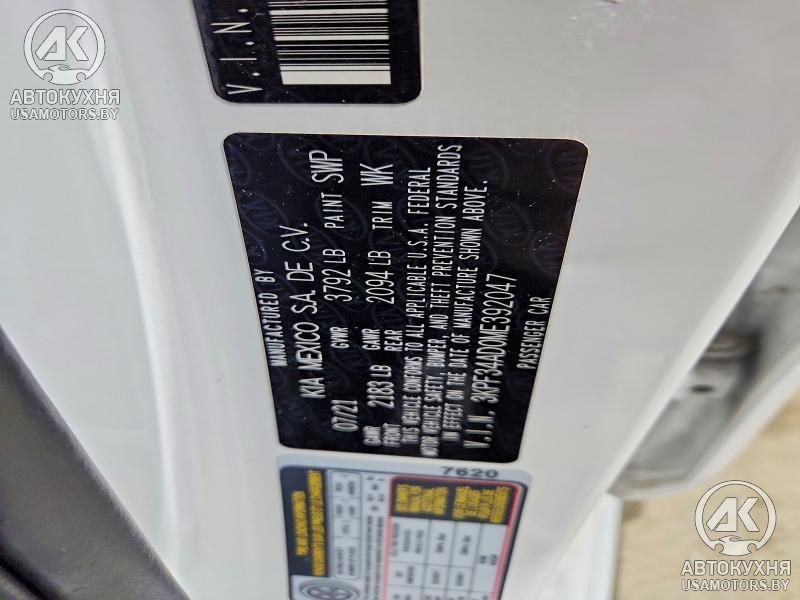 V.I.N.
MANUFACTURED BY
KIA MEXICO S.A. DE C.V.
07/21 GVWR 3792 LB PAINT SWP
GAWR FRONT 2183 LB GAWR REAR 2094 LB TRIM WK
THIS VEHICLE CONFORMS TO ALL APPLICABLE U.S.A. FEDERAL
MOTOR VEHICLE SAFETY, BUMPER, AND THEFT PREVENTION STANDARDS
IN EFFECT ON THE DATE OF MANUFACTURE SHOWN ABOVE.
V.I.N. 3KPF34AD0ME392047
PASSENGER CAR
7620
АК
АВТОКУХНЯ
USAMOTORS.BY
АК
АВТОКУХНЯ
USAMOTORS.BY